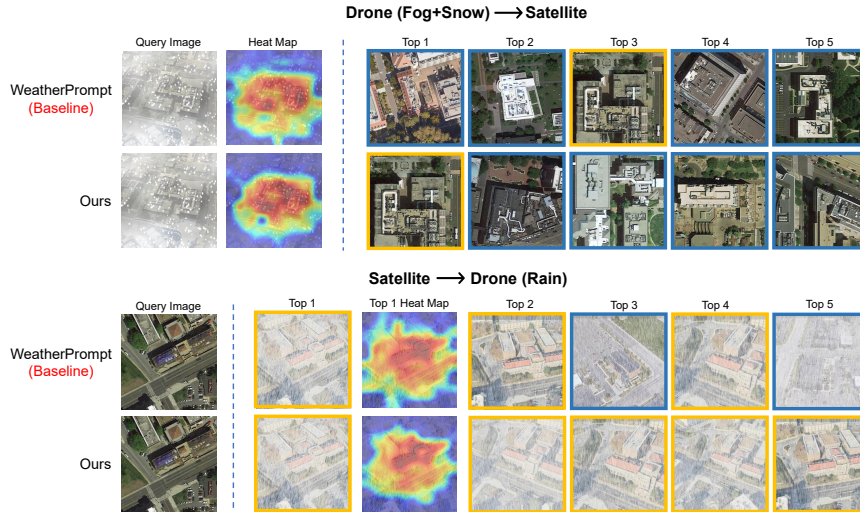 Drone (Fog+Snow) → Satellite
Query Image Heat Map Top 1 Top 2 Top 3 Top 4 Top 5
WeatherPrompt
(Baseline)
Ours
Satellite → Drone (Rain)
Query Image Top 1 Top 1 Heat Map Top 2 Top 3 Top 4 Top 5
WeatherPrompt
(Baseline)
Ours